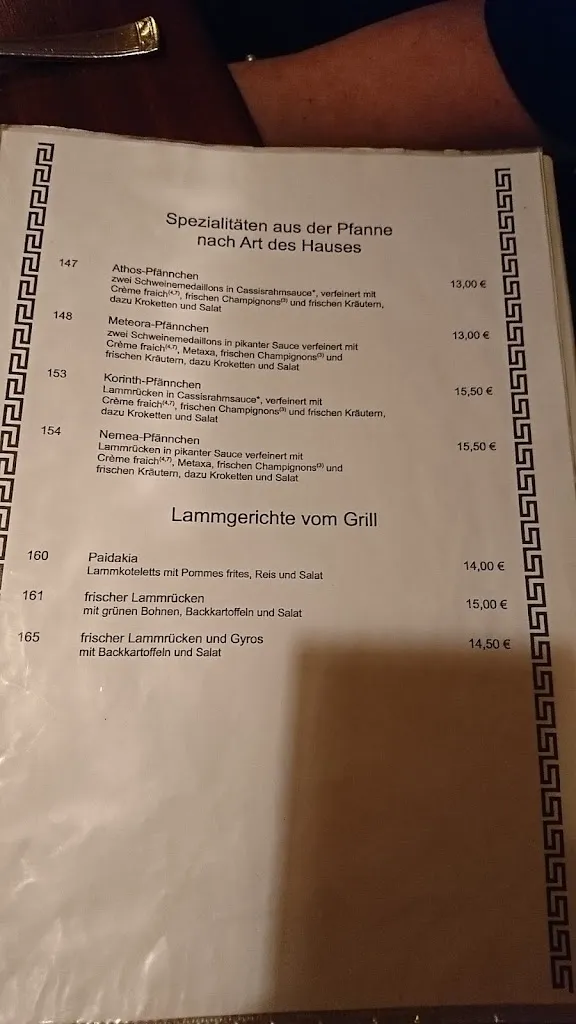 Spezialitäten aus der Pfanne
nach Art des Hauses
147 Athos-Pfännchen 13,00 €
zwei Schweinemedaillons in Cassisrahmsauce*, verfeinert mit
Crème fraich(4,7), frischen Champignons(3) und frischen Kräutern,
dazu Kroketten und Salat
148 Meteora-Pfännchen 13,00 €
zwei Schweinemedaillons in pikanter Sauce verfeinert mit
Crème fraich(4,7), Metaxa, frischen Champignons(3) und
frischen Kräutern, dazu Kroketten und Salat
153 Korinth-Pfännchen 15,50 €
Lammrücken in Cassisrahmsauce*, verfeinert mit
Crème fraich(4,7), frischen Champignons(3) und frischen Kräutern,
dazu Kroketten und Salat
154 Nemea-Pfännchen 15,50 €
Lammrücken in pikanter Sauce verfeinert mit
Crème fraich(4,7), Metaxa, frischen Champignons(3) und
frischen Kräutern, dazu Kroketten und Salat
Lammgerichte vom Grill
160 Paidakia 14,00 €
Lammkoteletts mit Pommes frites, Reis und Salat
161 frischer Lammrücken 15,00 €
mit grünen Bohnen, Backkartoffeln und Salat
165 frischer Lammrücken und Gyros 14,50 €
mit Backkartoffeln und Salat